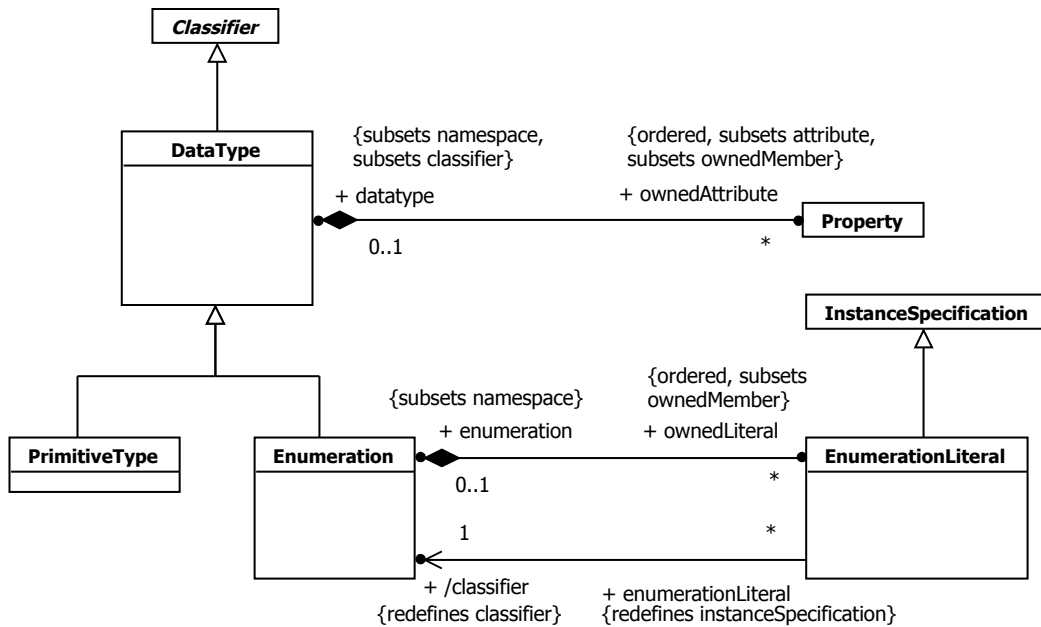 Classifier
{subsets namespace,
subsets classifier}
{ordered, subsets attribute,
subsets ownedMember}
DataType
+ datatype
+ ownedAttribute
0..1
*
Property
InstanceSpecification
{subsets namespace}
{ordered, subsets
ownedMember}
+ enumeration
+ ownedLiteral
PrimitiveType
Enumeration
EnumerationLiteral
0..1
*
1
*
+ /classifier
{redefines classifier}
+ enumerationLiteral
{redefines instanceSpecification}